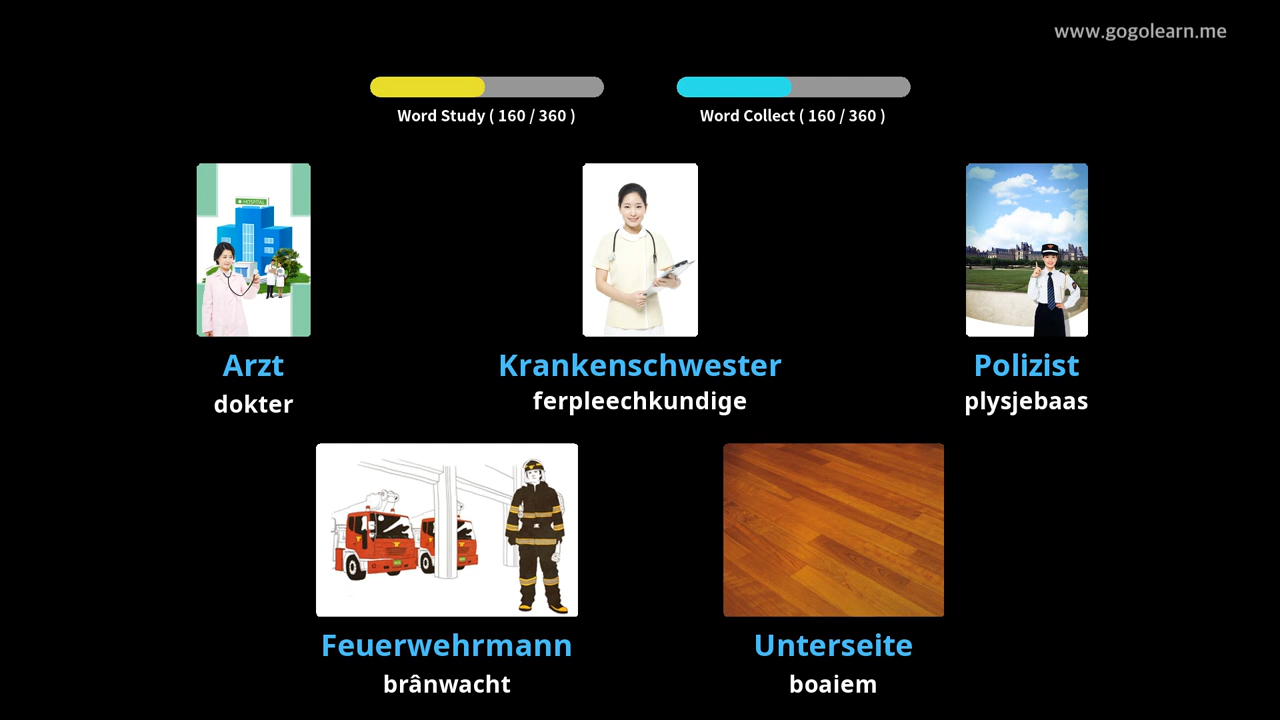 www.gogolearn.me
Word Study ( 160 / 360 )
Word Collect ( 160 / 360 )
HOSPITAL
Arzt
dokter
Krankenschwester
ferpleechkundige
Polizist
plysjebaas
Feuerwehrmann
brânwacht
Unterseite
boaiem